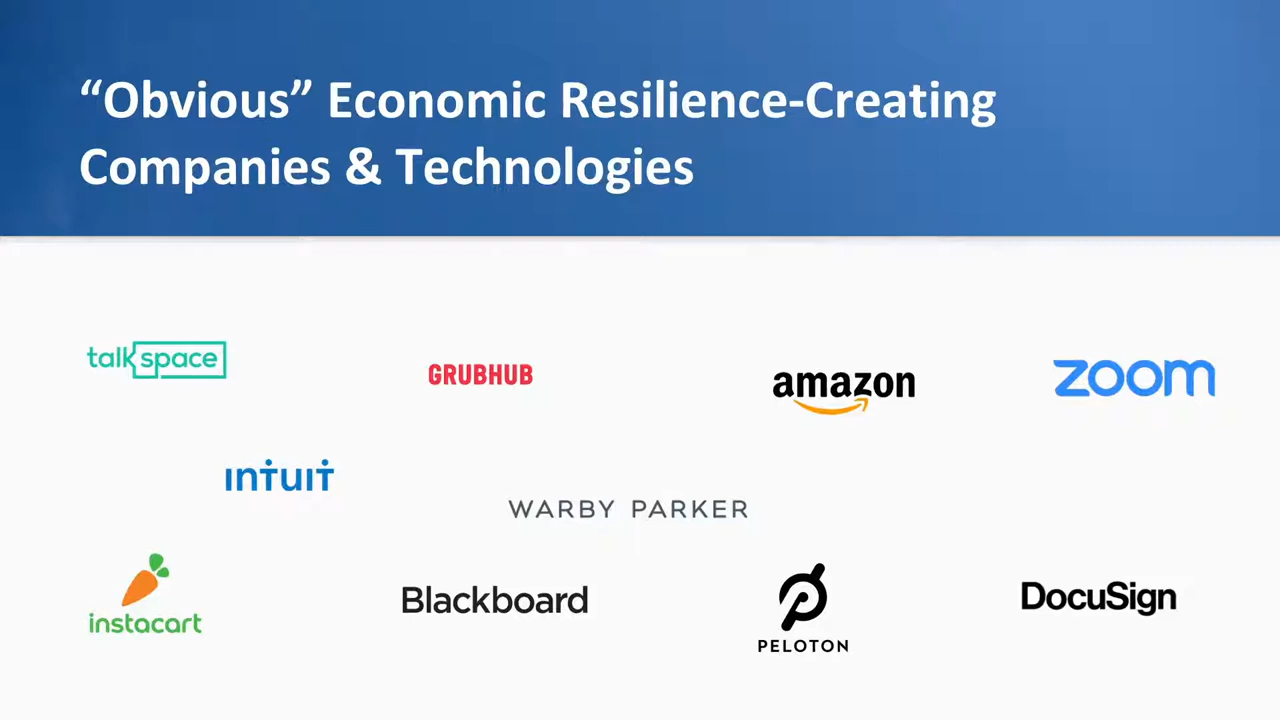 “Obvious” Economic Resilience-Creating
Companies & Technologies
talkspace
GRUBHUB
amazon
zoom
intuit
WARBY PARKER
instacart
Blackboard
PELOTON
DocuSign